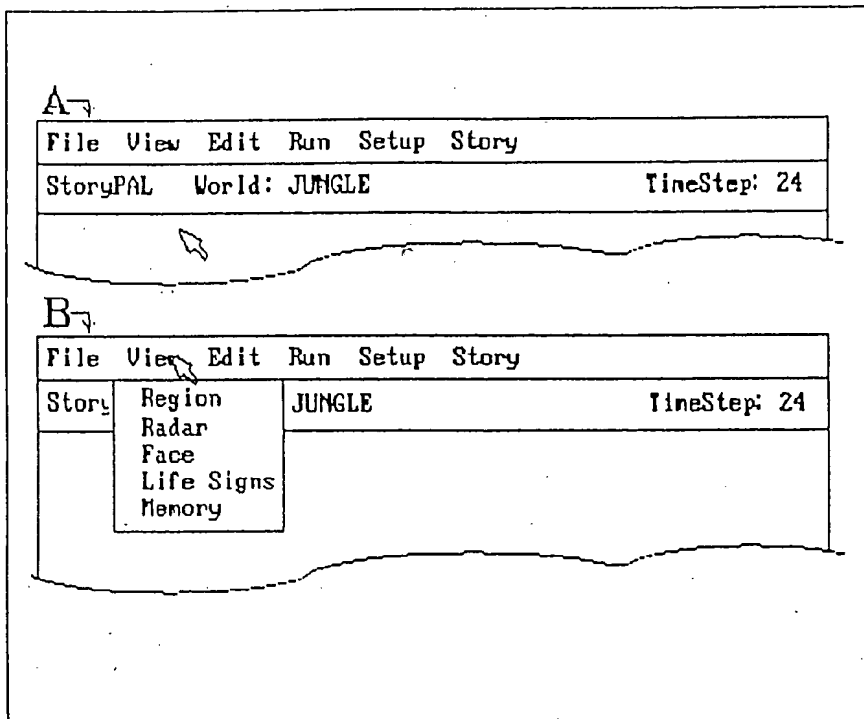 A
File View Edit Run Setup Story
StoryPAL World: JUNGLE TimeStep: 24
B
File View Edit Run Setup Story
Story JUNGLE TimeStep: 24
Region
Radar
Face
Life Signs
Memory